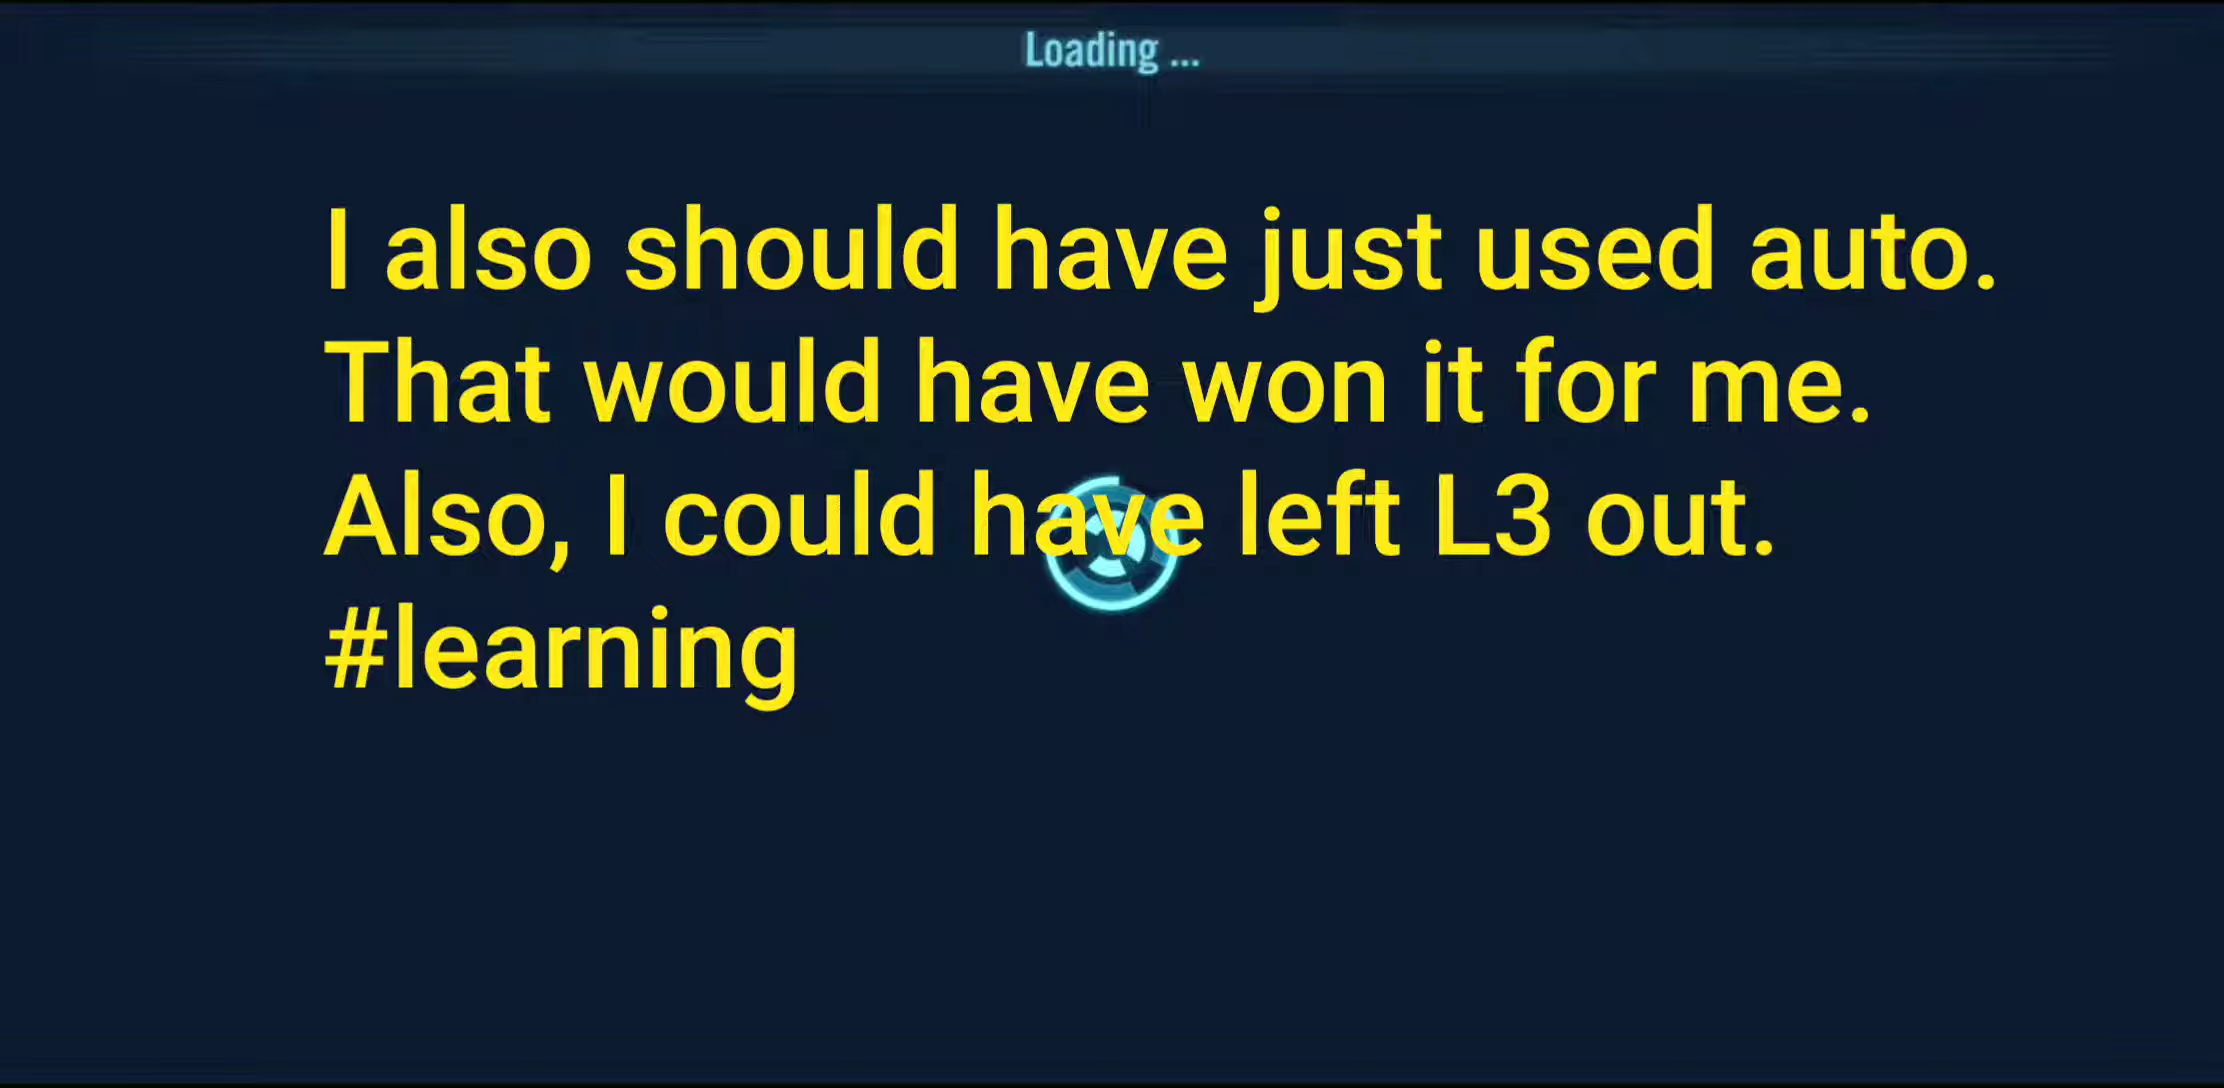 Loading ...
I also should have just used auto.
That would have won it for me.
Also, I could have left L3 out.
#learning